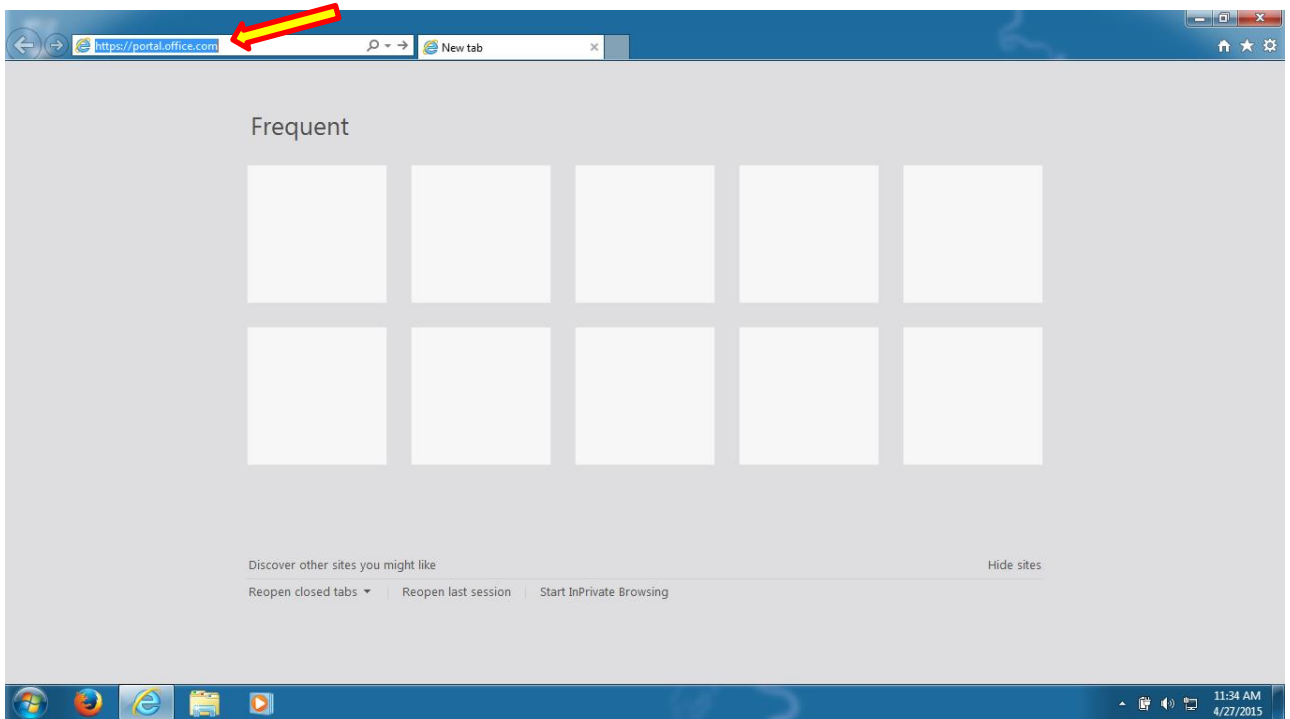 https://portal.office.com
New tab
Frequent
Discover other sites you might like
Hide sites
Reopen closed tabs
Reopen last session
Start InPrivate Browsing
11:34 AM
4/27/2015